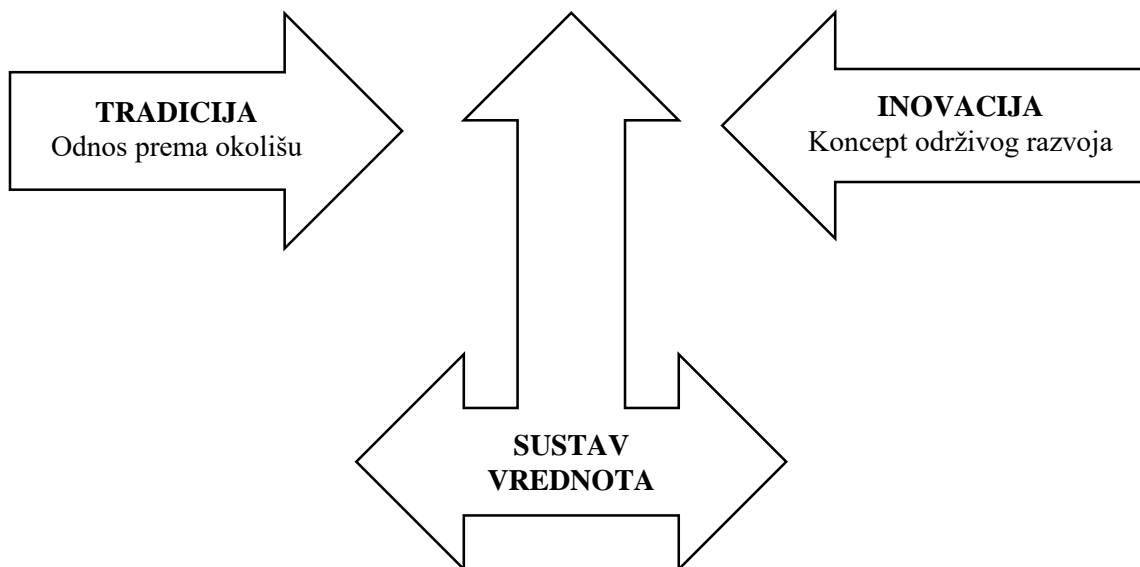 TRADICIJA
Odnos prema okolišu
INOVACIJA
Koncept održivog razvoja
SUSTAV
VREDNOTA